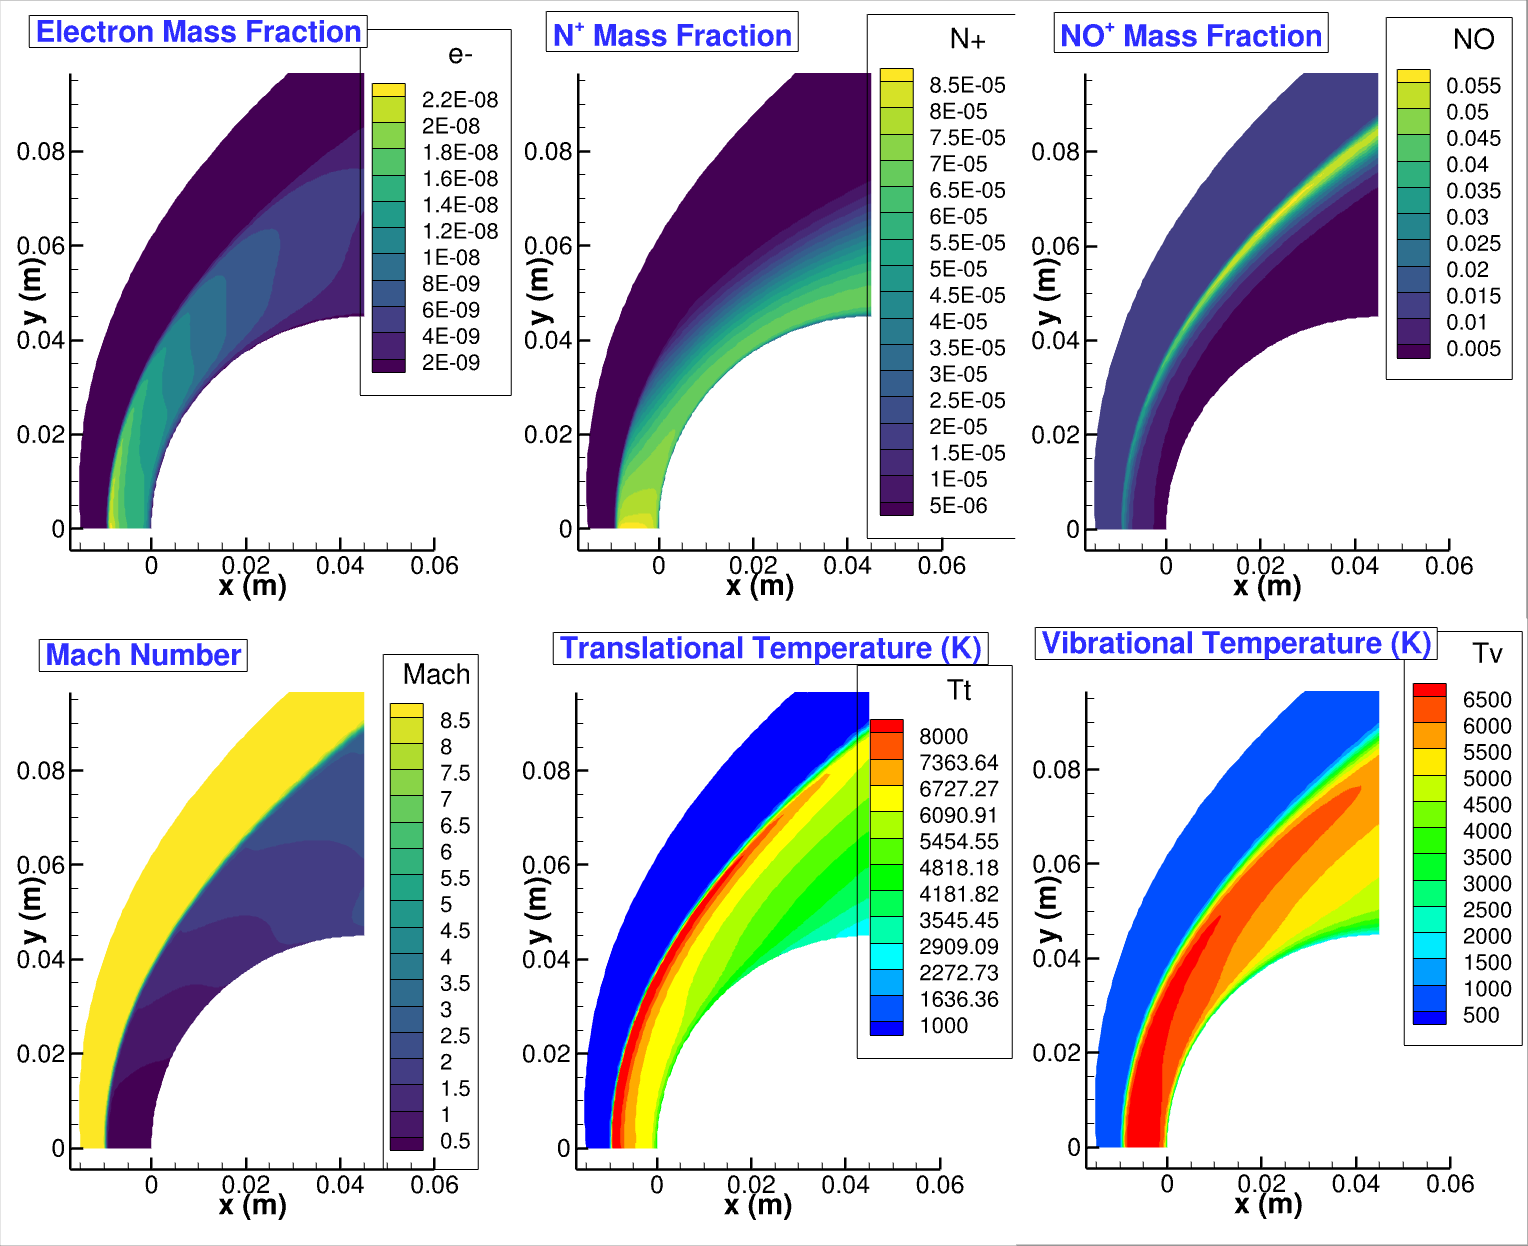 Electron Mass Fraction
e-
2.2E-08
2E-08
1.8E-08
1.6E-08
1.4E-08
1.2E-08
1E-08
8E-09
6E-09
4E-09
2E-09
y (m)
0.08
0.06
0.04
0.02
0
0 0.02 0.04 0.06
x (m)
N⁺ Mass Fraction
N+
8.5E-05
8E-05
7.5E-05
7E-05
6.5E-05
6E-05
5.5E-05
5E-05
4.5E-05
4E-05
3.5E-05
3E-05
2.5E-05
2E-05
1.5E-05
1E-05
5E-06
y (m)
0.08
0.06
0.04
0.02
0
0 0.02 0.04 0.06
x (m)
NO⁺ Mass Fraction
NO
0.055
0.05
0.045
0.04
0.035
0.03
0.025
0.02
0.015
0.01
0.005
y (m)
0.08
0.06
0.04
0.02
0
0 0.02 0.04 0.06
x (m)
Mach Number
Mach
8.5
8
7.5
7
6.5
6
5.5
5
4.5
4
3.5
3
2.5
2
1.5
1
0.5
y (m)
0.08
0.06
0.04
0.02
0
0 0.02 0.04 0.06
x (m)
Translational Temperature (K)
Tt
8000
7363.64
6727.27
6090.91
5454.55
4818.18
4181.82
3545.45
2909.09
2272.73
1636.36
1000
y (m)
0.08
0.06
0.04
0.02
0
0 0.02 0.04 0.06
x (m)
Vibrational Temperature (K)
Tv
6500
6000
5500
5000
4500
4000
3500
3000
2500
2000
1500
1000
500
y (m)
0.08
0.06
0.04
0.02
0
0 0.02 0.04 0.06
x (m)